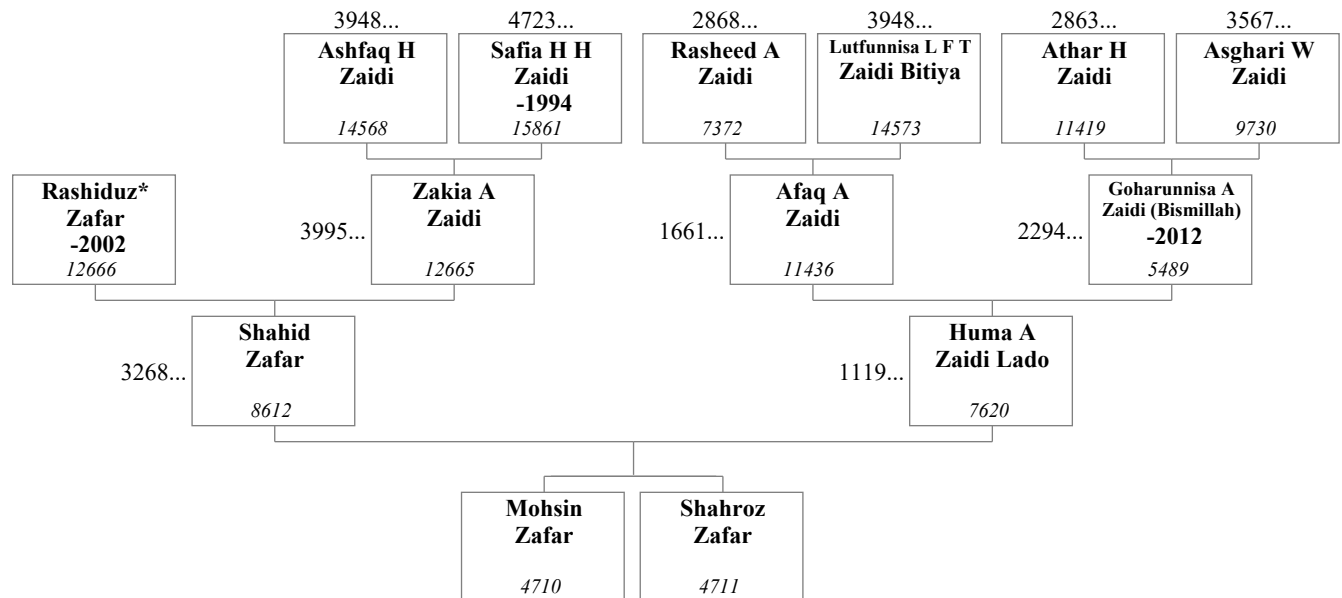 3948...
4723...
2868...
3948...
2863...
3567...
Ashfaq H
Zaidi
14568
Safia H H
Zaidi
-1994
15861
Rasheed A
Zaidi
7372
Lutfunnisa L F T
Zaidi Bitiya
14573
Athar H
Zaidi
11419
Asghari W
Zaidi
9730
Rashiduz*
Zafar
-2002
12666
3995...
Zakia A
Zaidi
12665
1661...
Afaq A
Zaidi
11436
2294...
Goharunnisa A
Zaidi (Bismillah)
-2012
5489
3268...
Shahid
Zafar
8612
1119...
Huma A
Zaidi Lado
7620
Mohsin
Zafar
4710
Shahroz
Zafar
4711